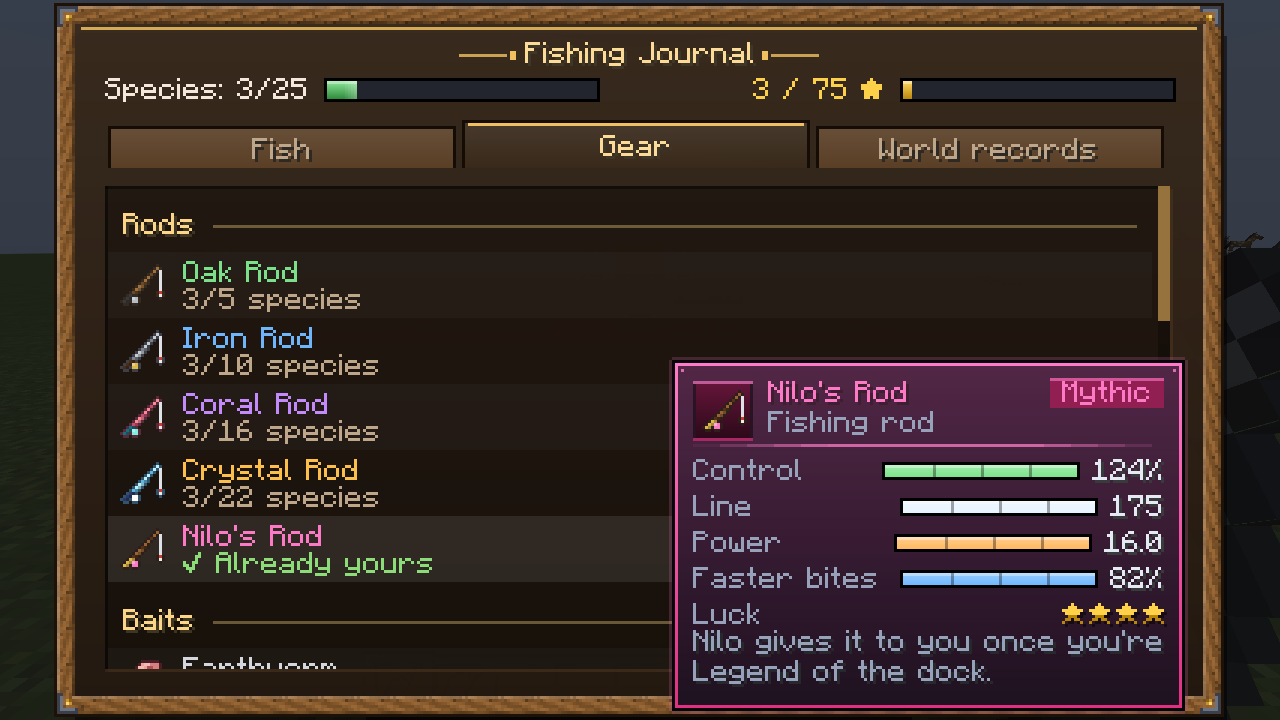 Fishing Journal
Species: 3/25
3 / 75
Fish
Gear
World records
Rods
Oak Rod
3/5 species
Iron Rod
3/10 species
Coral Rod
3/16 species
Crystal Rod
3/22 species
Nilo's Rod
✓ Already yours
Baits
Nilo's Rod
Mythic
Fishing rod
Control 124%
Line 175
Power 16.0
Faster bites 82%
Luck
Nilo gives it to you once you're
Legend of the dock.